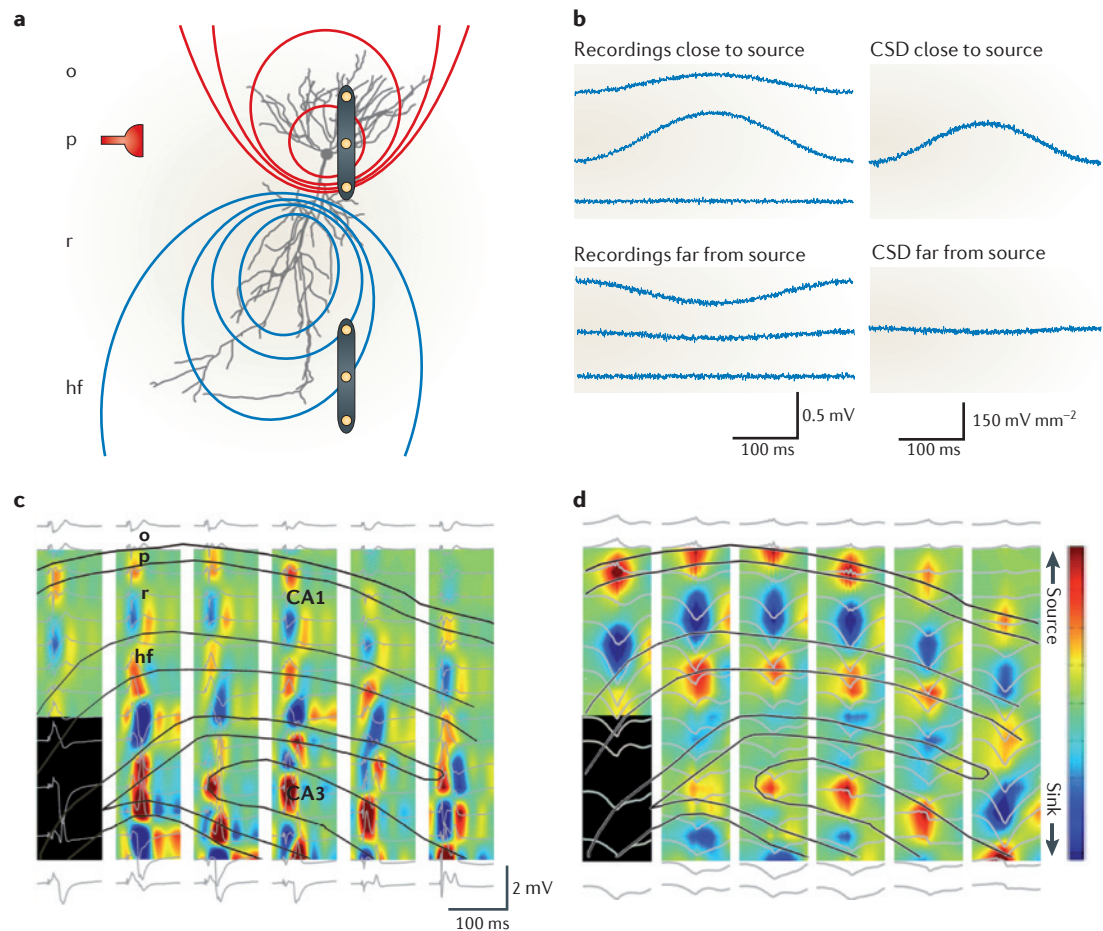 a
o
p
r
hf
b
Recordings close to source
CSD close to source
Recordings far from source
CSD far from source
0.5 mV
100 ms
150 mV mm⁻²
100 ms
c
o
p
r
CA1
hf
CA3
2 mV
100 ms
d
Source
Sink